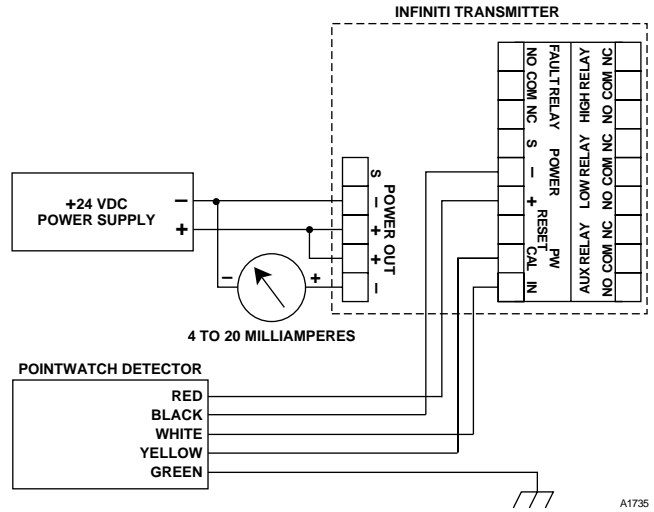 INFINITI TRANSMITTER
NO COM NC
FAULT RELAY
HIGH RELAY
NO COM NC
S
–
+
POWER
LOW RELAY
NO COM NC
RESET
CAL
PW
IN
AUX RELAY
NO COM NC
S
–
+
+
–
POWER OUT
+24 VDC
POWER SUPPLY
–
+
–
+
4 TO 20 MILLIAMPERES
POINTWATCH DETECTOR
RED
BLACK
WHITE
YELLOW
GREEN
A1735